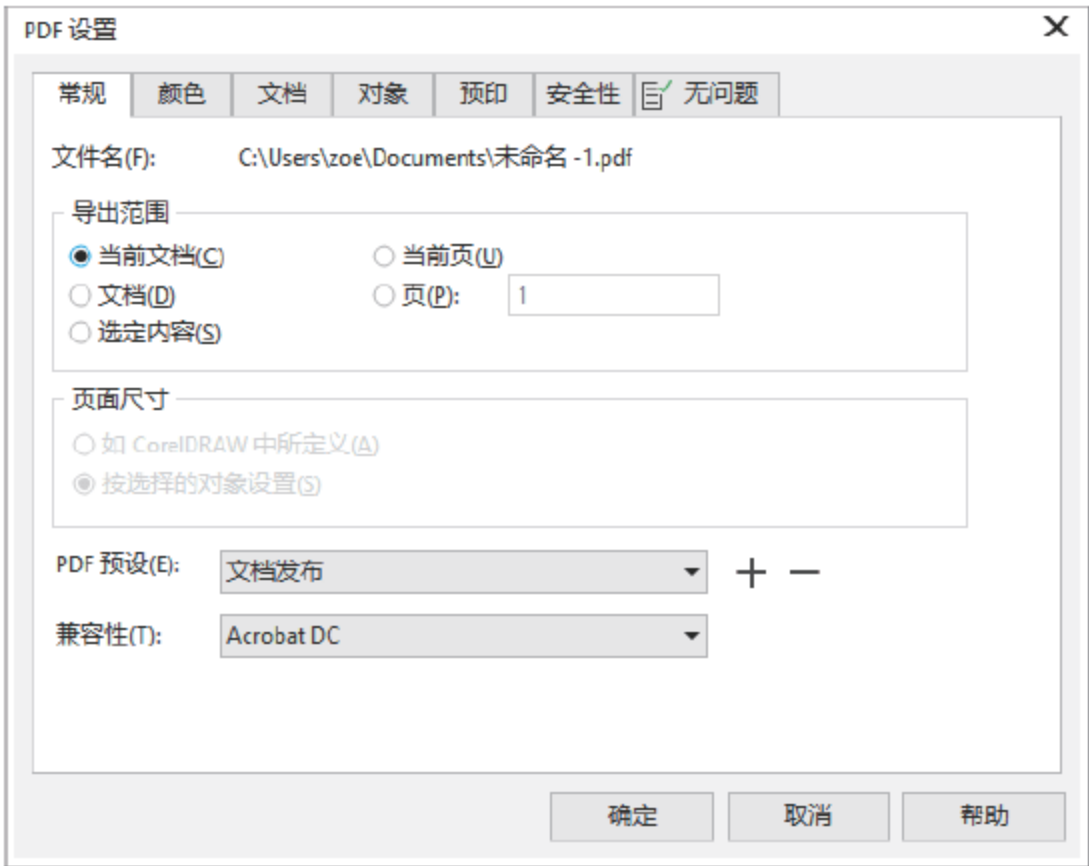 PDF 设置
常规 颜色 文档 对象 预印 安全性 无问题
文件名(F): C:\Users\zoe\Documents\未命名 -1.pdf
导出范围
当前文档(C) 当前页(U)
文档(D) 页(P): 1
选定内容(S)
页面尺寸
如 CorelDRAW 中所定义(A)
按选择的对象设置(S)
PDF 预设(E): 文档发布
兼容性(T): Acrobat DC
确定 取消 帮助